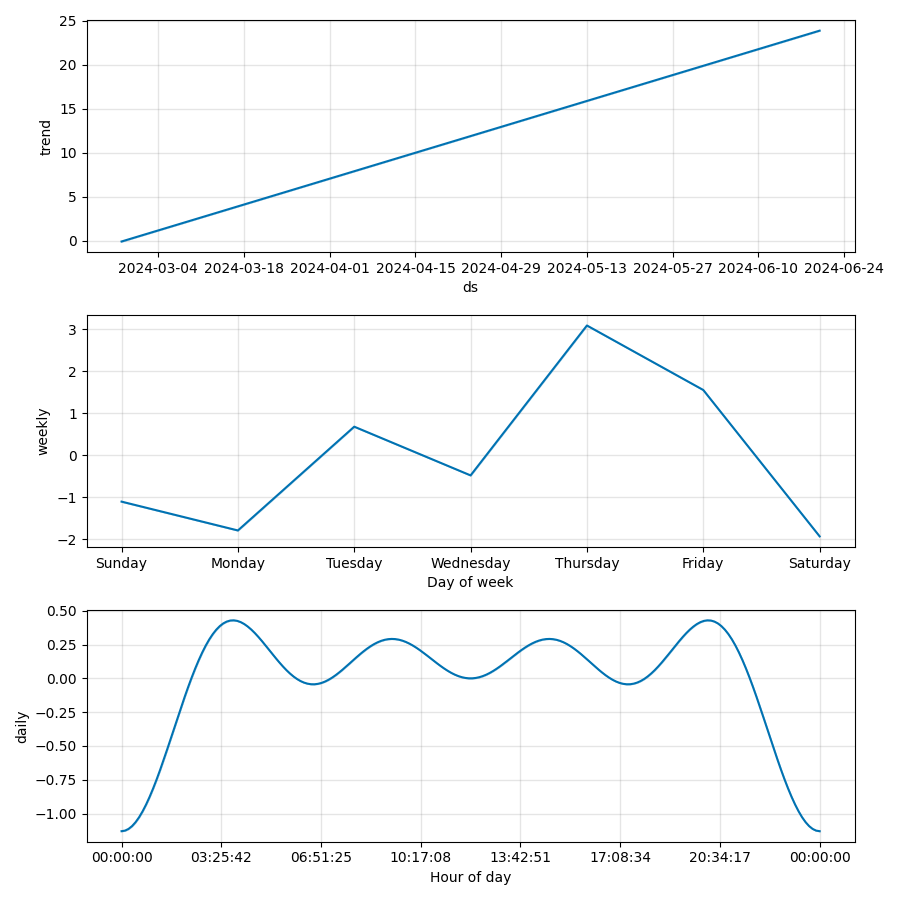 25
20
15
10
5
0
trend
2024-03-04 2024-03-18 2024-04-01 2024-04-15 2024-04-29 2024-05-13 2024-05-27 2024-06-10 2024-06-24
ds
3
2
1
0
−1
−2
weekly
Sunday Monday Tuesday Wednesday Thursday Friday Saturday
Day of week
0.50
0.25
0.00
−0.25
−0.50
−0.75
−1.00
daily
00:00:00 03:25:42 06:51:25 10:17:08 13:42:51 17:08:34 20:34:17 00:00:00
Hour of day